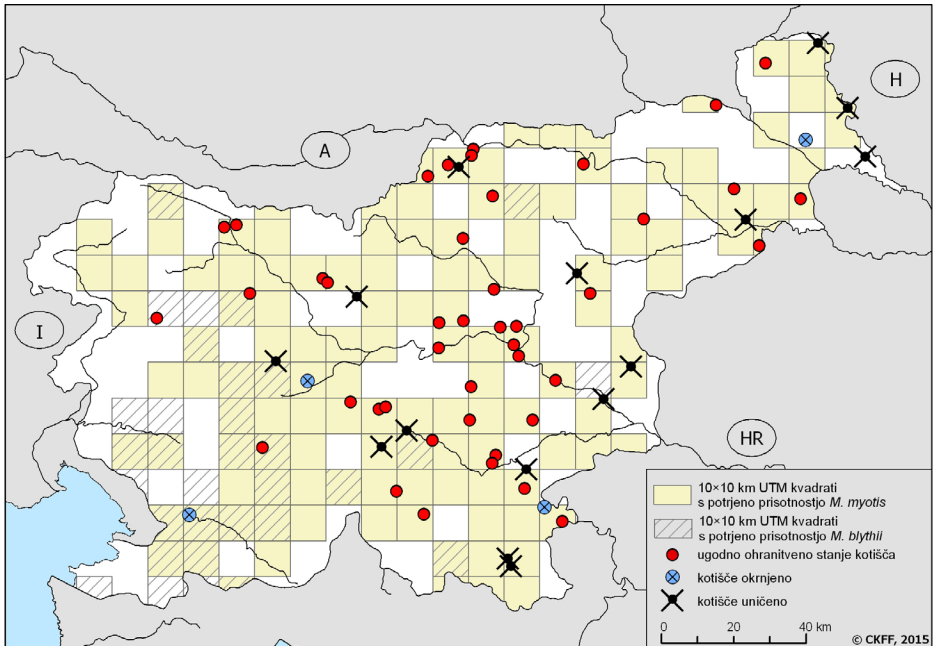 H
A
I
HR
10×10 km UTM kvadrati
s potrjeno prisotnostjo M. myotis
10×10 km UTM kvadrati
s potrjeno prisotnostjo M. blythii
ugodno ohranitveno stanje kotišča
kotišče okrnjeno
kotišče uničeno
0 20 40 km
© CKFF, 2015